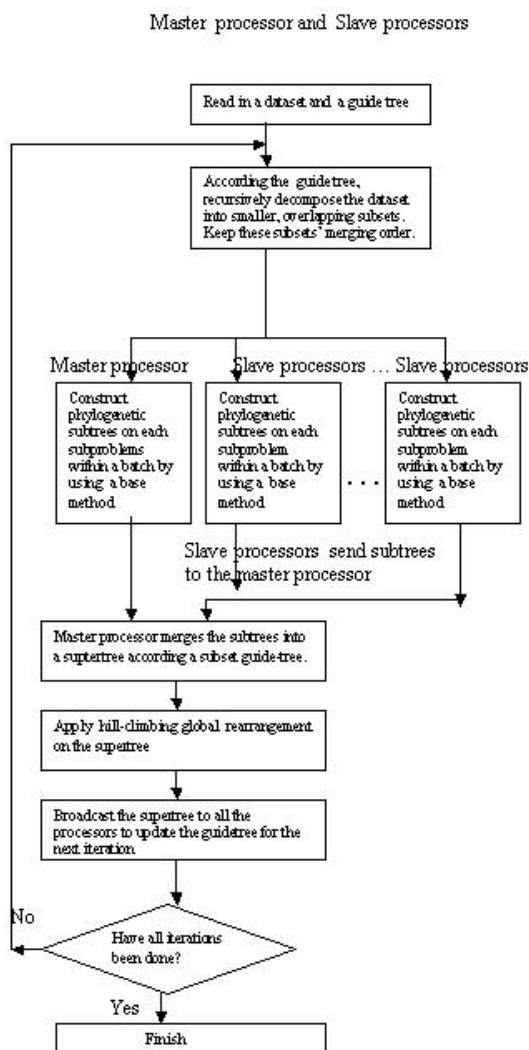 Master processor and Slave processors
Read in a dataset and a guide tree
According the guide tree,
recursively decompose the dataset
into smaller, overlapping subsets.
Keep these subsets' merging order.
Master processor
Slave processors ... Slave processors
Construct
phylogenetic
subtrees on each
subproblems
within a batch by
using a base
method
Construct
phylogenetic
subtrees on each
subproblem
within a batch by
using a base
method
. . .
Construct
phylogenetic
subtrees on each
subproblem
within a batch by
using a base
method
Slave processors send subtrees
to the master processor
Master processor merges the subtrees into
a suptertree according a subset guide-tree.
Apply hill-climbing global rearrangement
on the supertree
Broadcast the supertree to all the
processors to update the guidetree for the
next iteration
No
Have all iterations
been done?
Yes
Finish